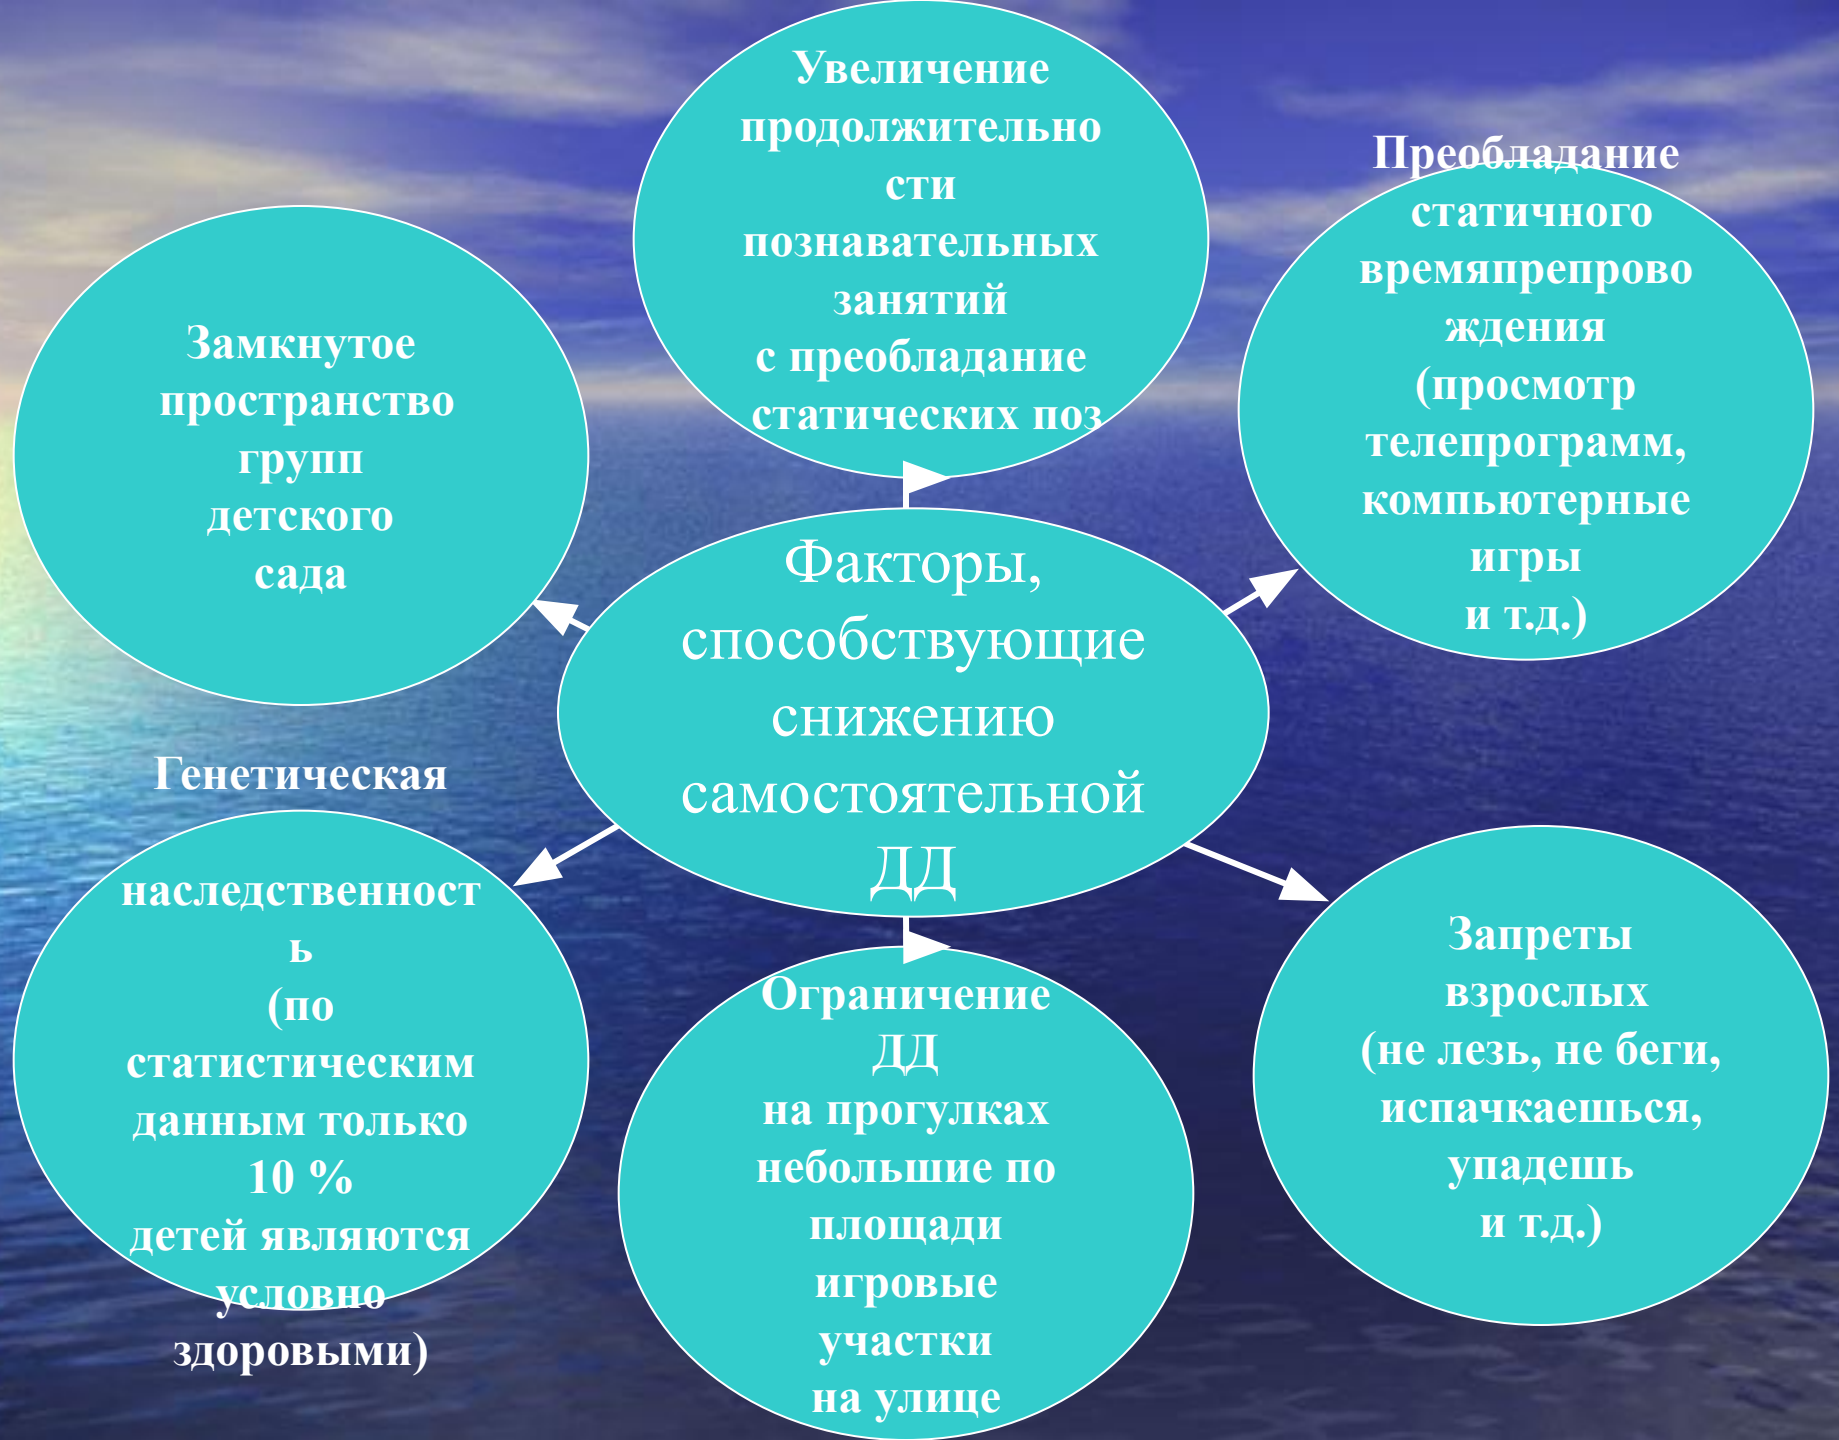 Увеличение
продолжительно
сти
познавательных
занятий
с преобладание
статических поз
Преобладание
статичного
времяпрепрово
ждения
(просмотр
телепрограмм,
компьютерные
игры
и т.д.)
Замкнутое
пространство
групп
детского
сада
Факторы,
способствующие
снижению
самостоятельной
ДД
Генетическая
наследственност
ь
(по
статистическим
данным только
10 %
детей являются
условно
здоровыми)
Ограничение
ДД
на прогулках
небольшие по
площади
игровые
участки
на улице
Запреты
взрослых
(не лезь, не беги,
испачкаешься,
упадешь
и т.д.)